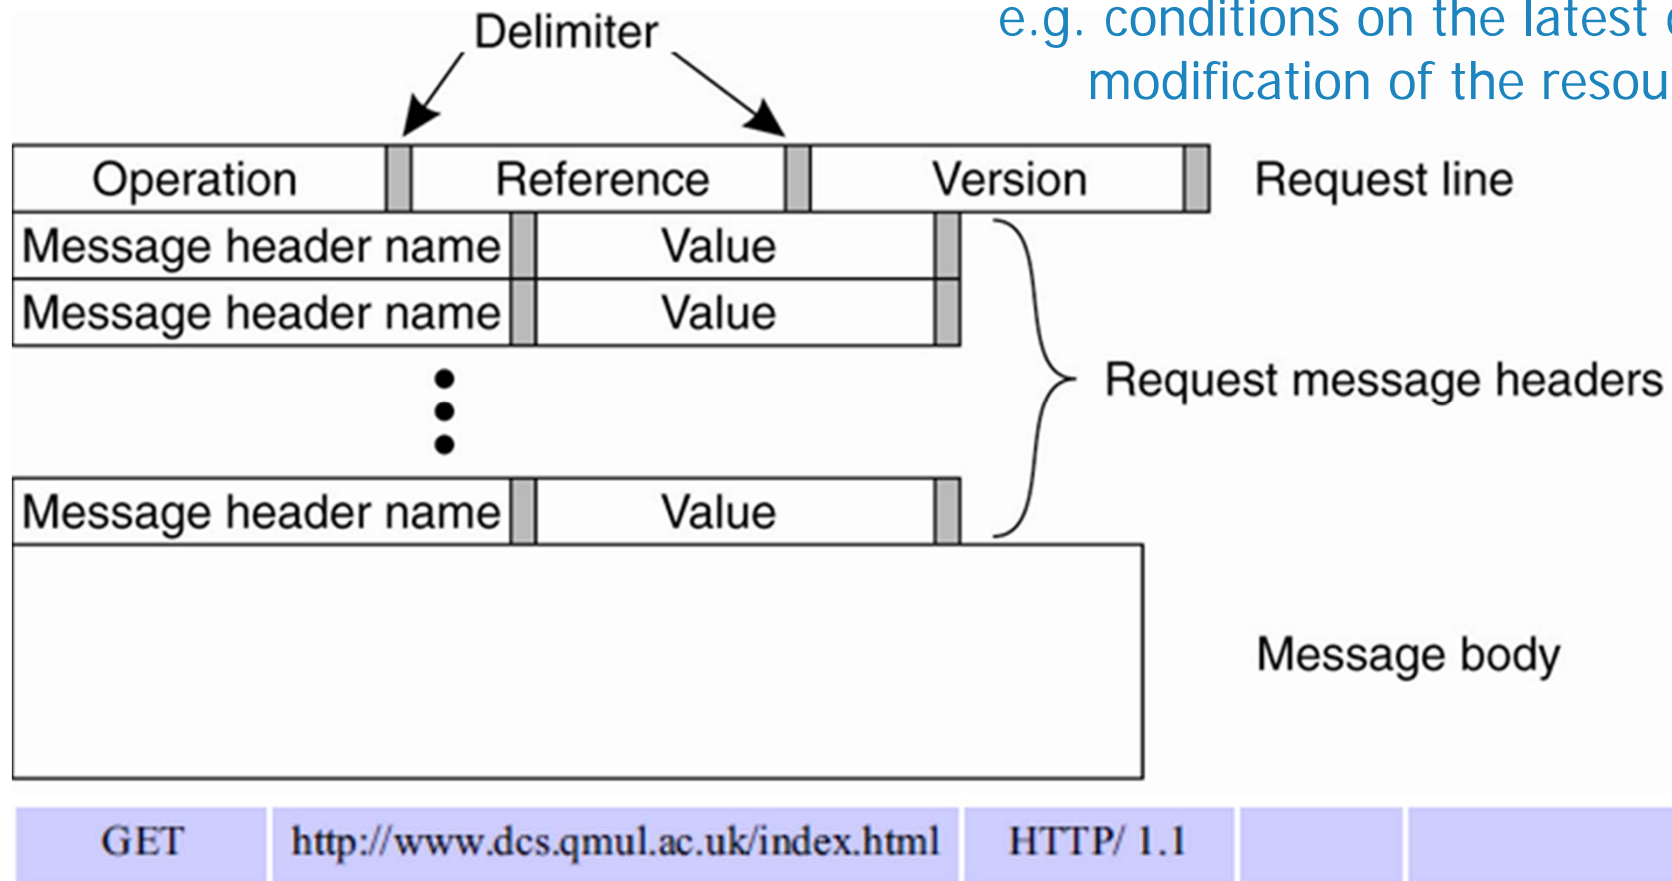 Delimiter
e.g. conditions on the latest
modification of the
Operation Reference Version Request line
Message header name Value
Message header name Value
Request message headers
Message header name Value
Message body
GET http://www.dcs.qmul.ac.uk/index.html HTTP/ 1.1